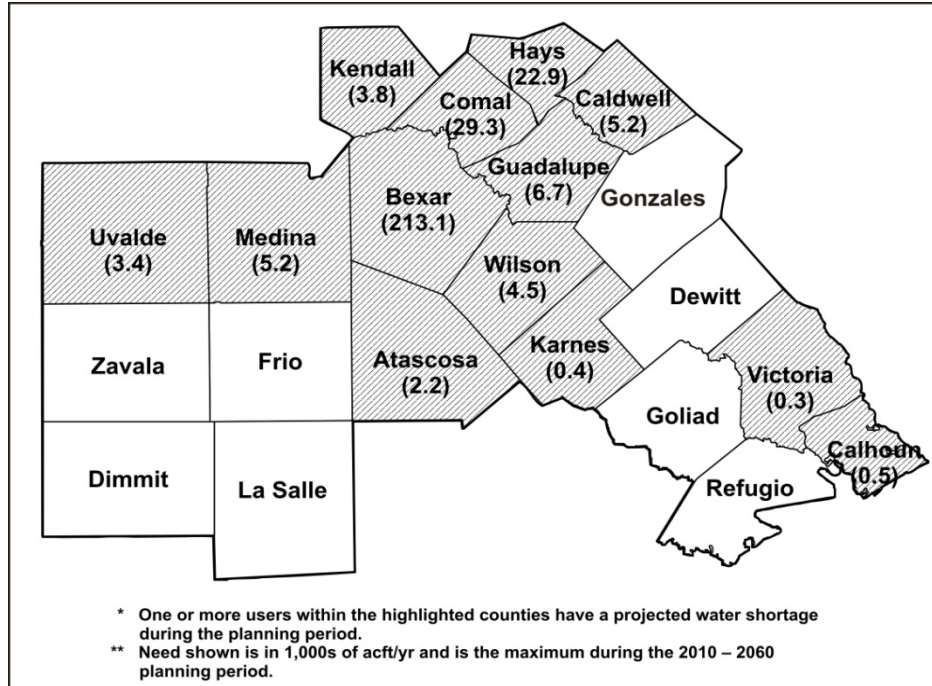 Hays
(22.9)
Kendall
(3.8)
Comal
(29.3)
Caldwell
(5.2)
Guadalupe
(6.7)
Bexar
(213.1)
Gonzales
Uvalde
(3.4)
Medina
(5.2)
Wilson
(4.5)
Dewitt
Zavala
Frio
Atascosa
(2.2)
Karnes
(0.4)
Victoria
(0.3)
Goliad
Calhoun
(0.5)
Dimmit
La Salle
Refugio
* One or more users within the highlighted counties have a projected water shortage
during the planning period.
** Need shown is in 1,000s of acft/yr and is the maximum during the 2010 – 2060
planning period.